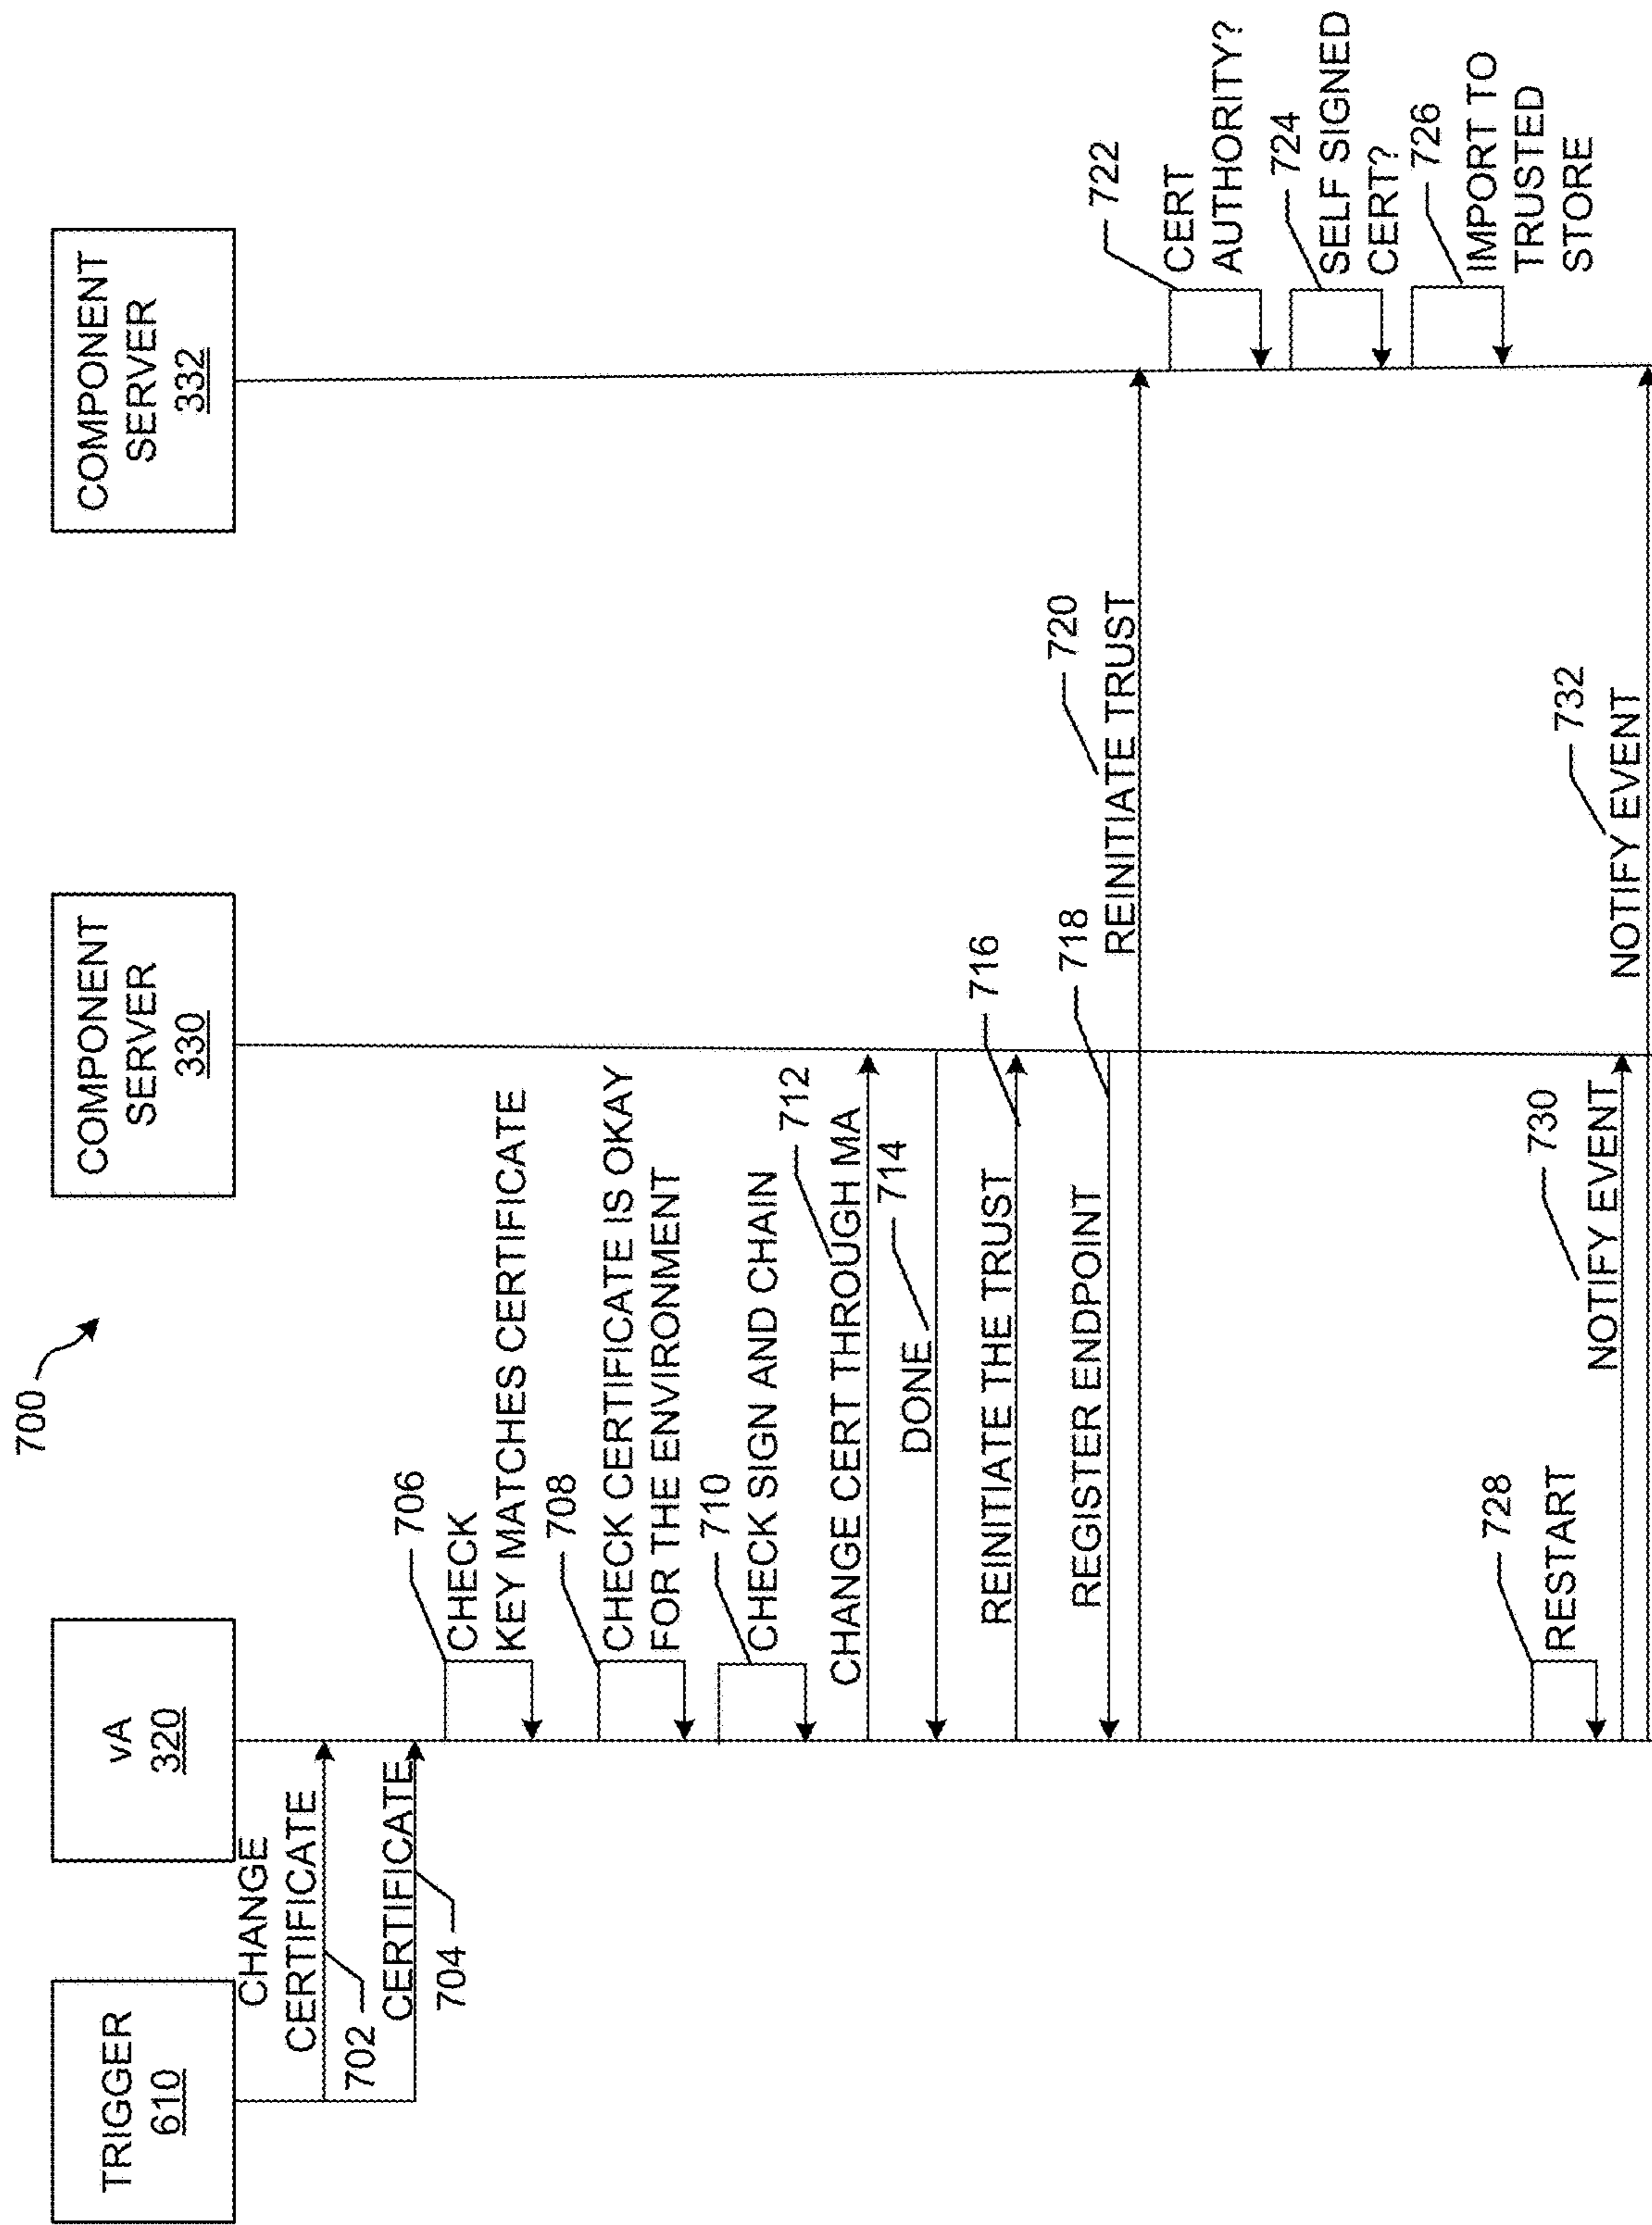 700
TRIGGER
610
vA
320
COMPONENT
SERVER
330
COMPONENT
SERVER
332
CHANGE
CERTIFICATE
702
CERTIFICATE
704
706
CHECK
KEY MATCHES CERTIFICATE
708
CHECK CERTIFICATE IS OKAY
FOR THE ENVIRONMENT
710
CHECK SIGN AND CHAIN
712
CHANGE CERT THROUGH MA
714
DONE
716
REINITIATE THE TRUST
718
REGISTER ENDPOINT
720
REINITIATE TRUST
722
CERT
AUTHORITY?
724
SELF SIGNED
CERT?
726
IMPORT TO
TRUSTED
STORE
728
RESTART
730
NOTIFY EVENT
732
NOTIFY EVENT